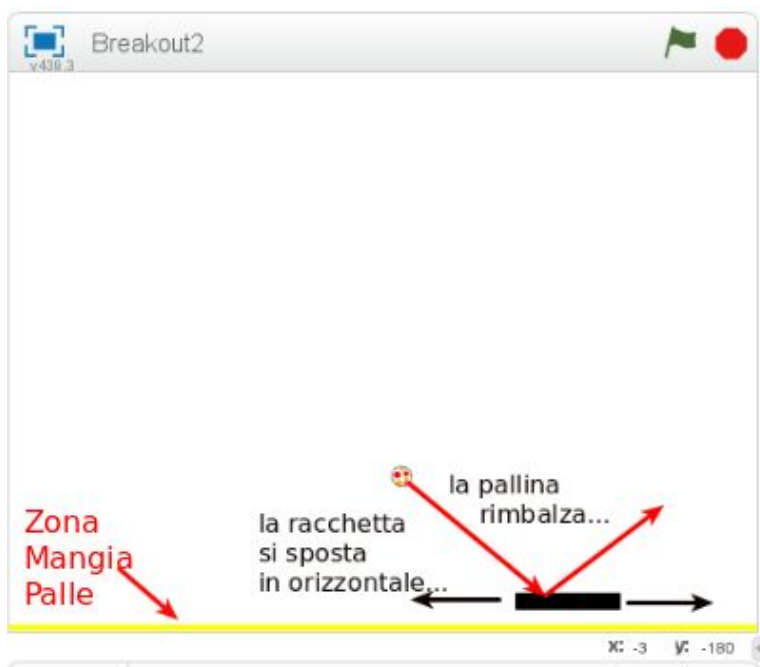 Breakout2
v439.3
la pallina
rimbalza...
Zona
Mangia
Palle
la racchetta
si sposta
in orizzontale...
x: -3 y: -180